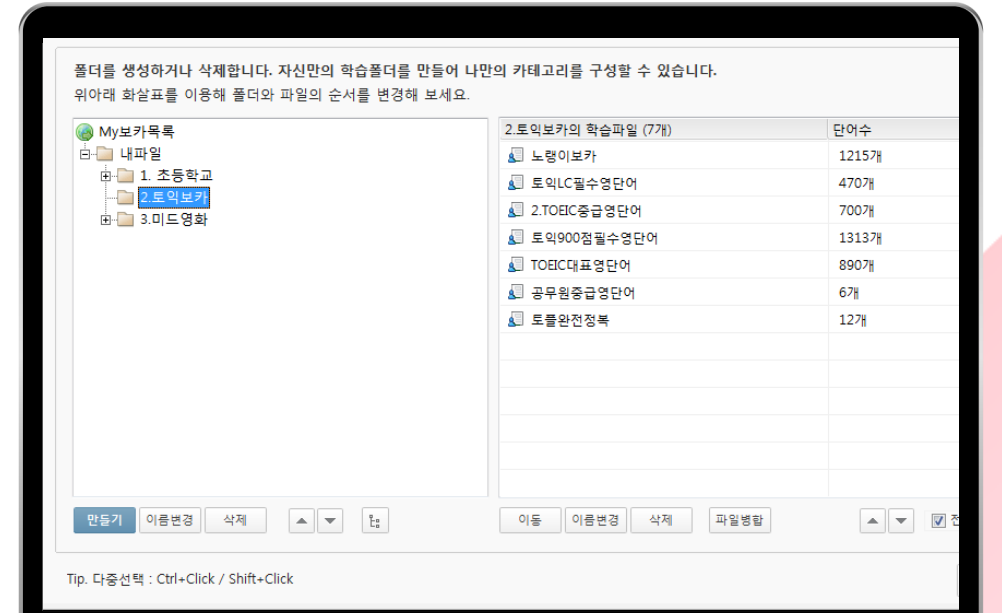 폴더를 생성하거나 삭제합니다. 자신만의 학습폴더를 만들어 나만의 카테고리를 구성할 수 있습니다.
위아래 화살표를 이용해 폴더와 파일의 순서를 변경해 보세요.
My보카목록
내파일
1. 초등학교
2.토익보카
3.미드영화
2.토익보카의 학습파일 (7개) 단어수
노랭이보카 1215개
토익LC필수영단어 470개
2.TOEIC중급영단어 700개
토익900점필수영단어 1313개
TOEIC대표영단어 890개
공무원중급영단어 6개
토플완전정복 12개
만들기 이름변경 삭제 이동 이름변경 삭제 파일병합
Tip. 다중선택 : Ctrl+Click / Shift+Click